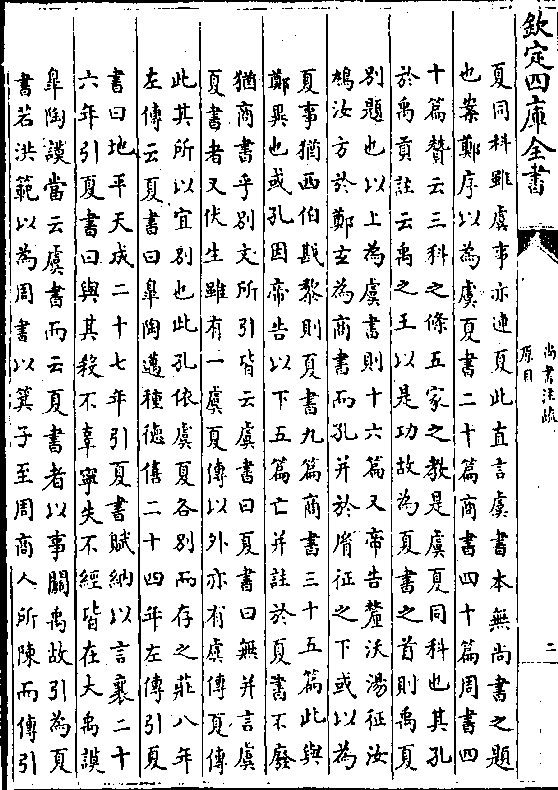 欽定四庫全書
尚書注疏
原目
二
夏同科雖虞事亦連夏此直言虞書本無尚書之題
也案鄭序以為虞夏書二十篇商書四十篇周書四
十篇贊云三科之條五家之教是虞夏同科也其孔
於禹貢註云禹之王以是功故為夏書之首則禹夏
別題也以上為虞書則十六篇又帝告釐沃湯征汝
鳩汝方於鄭玄為商書而孔并於胤征之下或以為
夏事猶西伯戡黎則夏書九篇商書三十五篇此與
鄭異也或孔因帝告以下五篇亡并註於夏書不廢
猶商書乎別文所引皆云虞書曰夏書曰無并言虞
夏書者又伏生雖有一虞夏傳以外亦有虞傳夏傳
此其所以宜別也此孔依虞夏各別而存之莊八年
左傳云夏書曰皐陶邁種德僖二十四年左傳引夏
書曰地平天成二十七年引夏書賦納以言襄二十
六年引夏書曰與其殺不辜寧失不經皆在大禹謨
皐陶謨當云虞書而云夏書者以事關禹故引為夏
書若洪範以為周書以箕子至周商人所陳而傳引